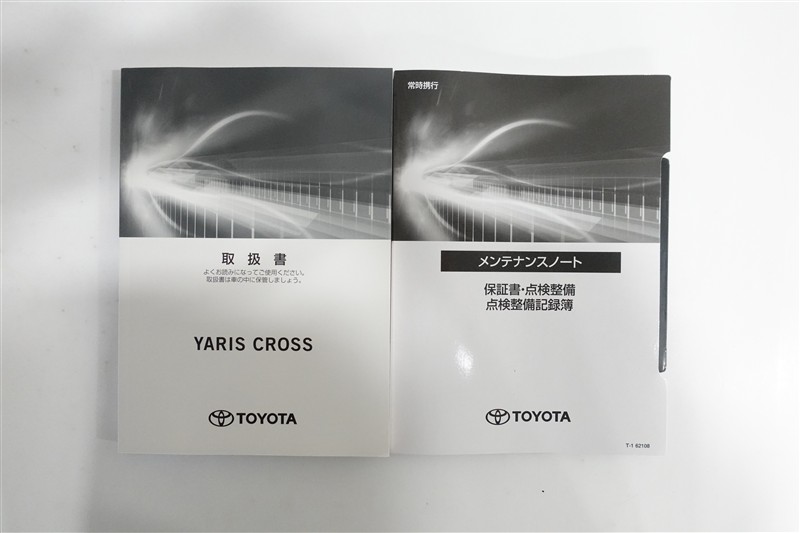 取扱書
よくお読みになってご使用ください。
取扱書は車の中に保管しましょう。
YARIS CROSS
TOYOTA
常時携行
メンテナンスノート
保証書・点検整備
点検整備記録簿
TOYOTA
T-1 62108